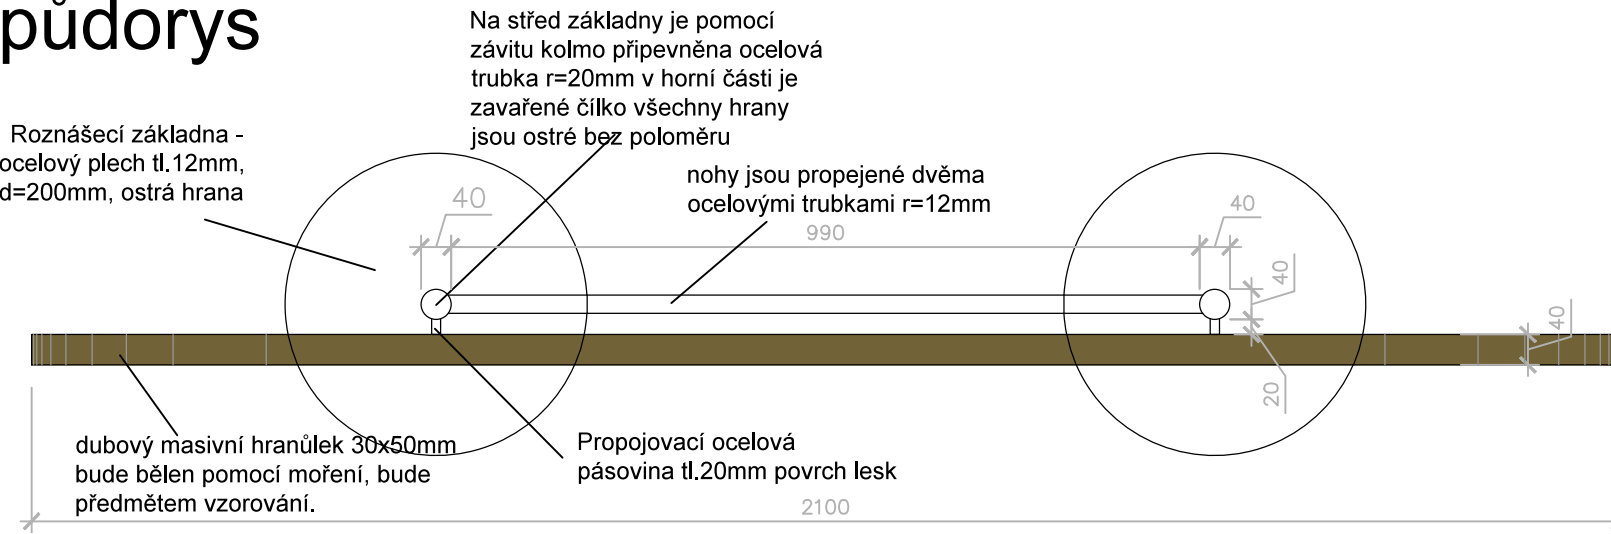 půdorys
Na střed základny je pomocí
závitu kolmo připevněna ocelová
trubka r=20mm v horní části je
zavařené čílko všechny hrany
jsou ostré bez poloměru
Roznášecí základna -
ocelový plech tl.12mm,
d=200mm, ostrá hrana
nohy jsou propejené dvěma
ocelovými trubkami r=12mm
40
990
40
40
40
20
dubový masivní hranůlek 30x50mm
bude bělen pomocí moření, bude
předmětem vzorování.
Propojovací ocelová
pásovina tl.20mm povrch lesk
2100